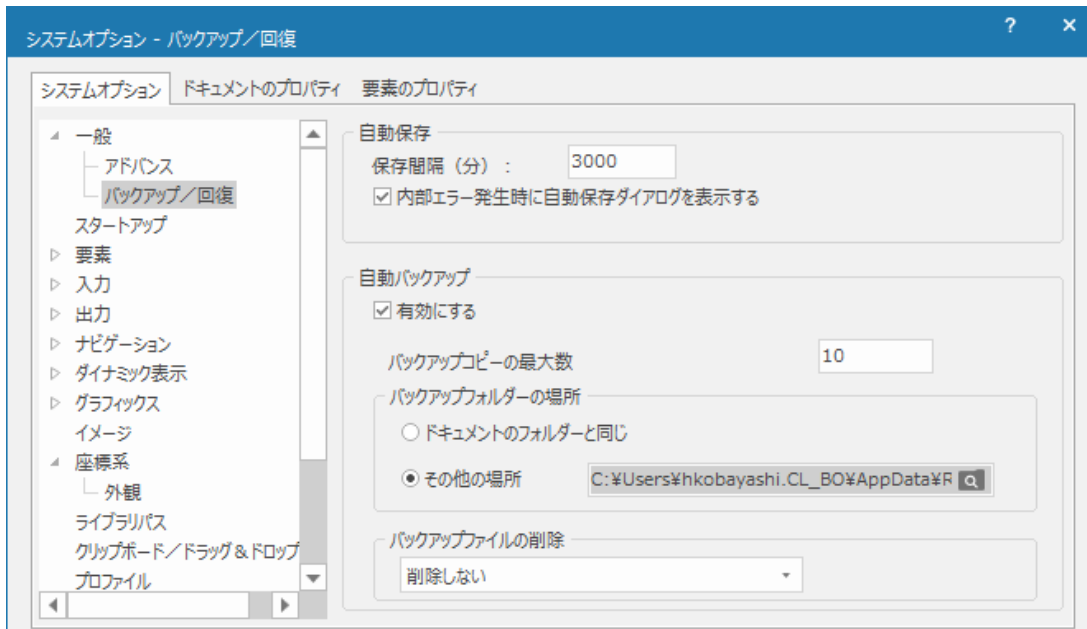 システムオプション - バックアップ／回復
? ×
システムオプション ドキュメントのプロパティ 要素のプロパティ
一般
アドバンス
バックアップ／回復
スタートアップ
要素
入力
出力
ナビゲーション
ダイナミック表示
グラフィックス
イメージ
座標系
外観
ライブラリパス
クリップボード／ドラッグ＆ドロップ
プロファイル
自動保存
保存間隔（分）： 3000
内部エラー発生時に自動保存ダイアログを表示する
自動バックアップ
有効にする
バックアップコピーの最大数 10
バックアップフォルダーの場所
ドキュメントのフォルダーと同じ
その他の場所 C:¥Users¥hkobayashi.CL_BO¥AppData¥R
バックアップファイルの削除
削除しない